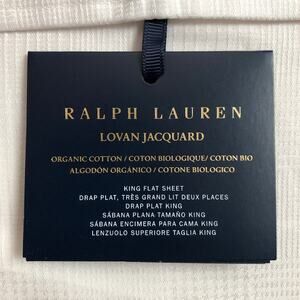 RALPH LAUREN
LOVAN JACQUARD
ORGANIC COTTON / COTON BIOLOGIQUE / COTON BIO
ALGODÓN ORGÁNICO / COTONE BIOLOGICO
KING FLAT SHEET
DRAP PLAT, TRÈS GRAND LIT DEUX PLACES
DRAP PLAT KING
SÁBANA PLANA TAMAÑO KING
SÁBANA ENCIMERA PARA CAMA KING
LENZUOLO SUPERIORE TAGLIA KING